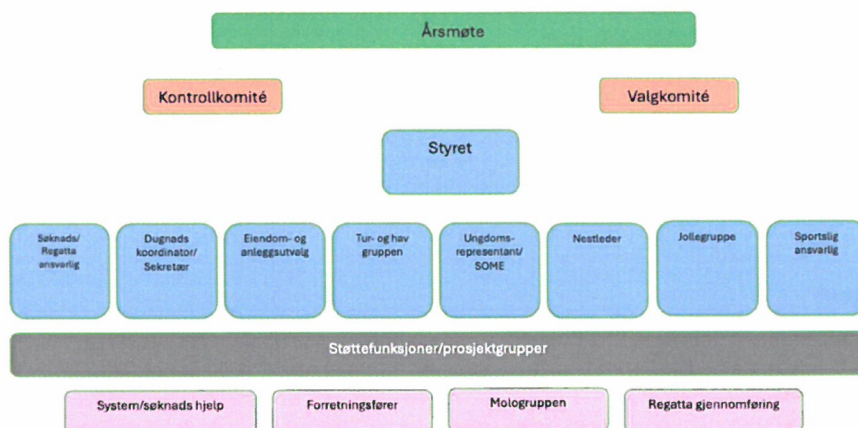 Årsmøte
Kontrollkomité
Valgkomité
Styret
Søknads/
Regatta
ansvarlig
Dugnads
koordinator/
Sekretær
Eiendom- og
anleggsutvalg
Tur- og hav
gruppen
Ungdoms-
representant/
SOME
Nestleder
Jollegruppe
Sportslig
ansvarlig
Støttefunksjoner/prosjektgrupper
System/søknads hjelp
Forretningsfører
Mologruppen
Regatta gjennomføring